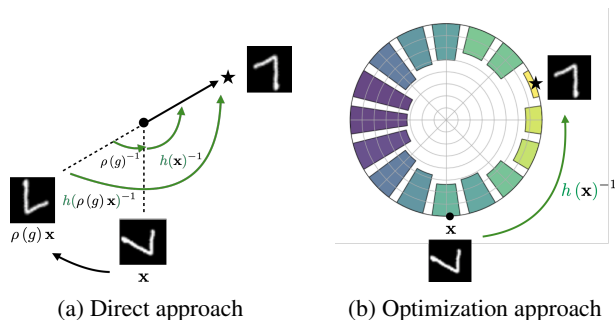 ρ(g)⁻¹
h(x)⁻¹
h(ρ(g) x)⁻¹
ρ(g) x
x
(a) Direct approach
x
h(x)⁻¹
(b) Optimization approach